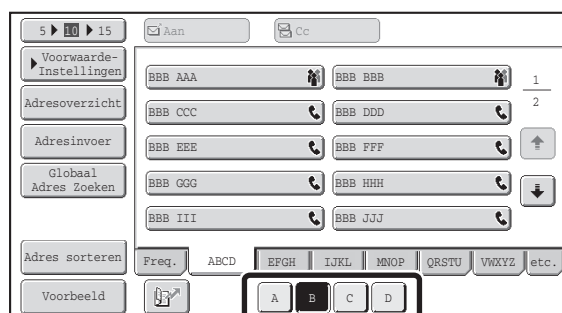 5 10 15
Aan
Cc
Voorwaarde-
Instellingen
Adresoverzicht
Adresinvoer
Globaal
Adres Zoeken
Adres sorteren
Voorbeeld
BBB AAA
BBB BBB
BBB CCC
BBB DDD
BBB EEE
BBB FFF
BBB GGG
BBB HHH
BBB III
BBB JJJ
1
2
Freq. ABCD EFGH IJKL MNOP QRSTU VWXYZ etc.
A B C D